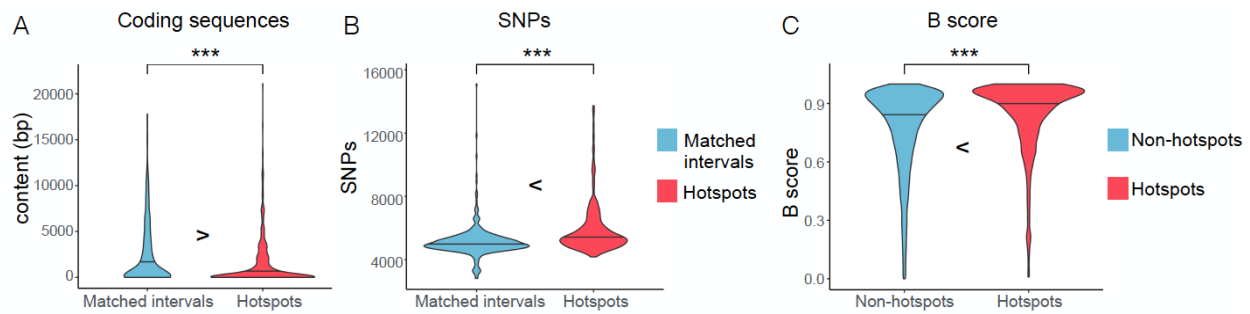 A
Coding sequences
***
content (bp)
20000
15000
10000
5000
0
>
Matched intervals
Hotspots
B
SNPs
***
SNPs
16000
12000
8000
4000
<
Matched intervals
Hotspots
Matched
intervals
Hotspots
C
B score
***
B score
0.9
0.6
0.3
0.0
<
Non-hotspots
Hotspots
Non-hotspots
Hotspots